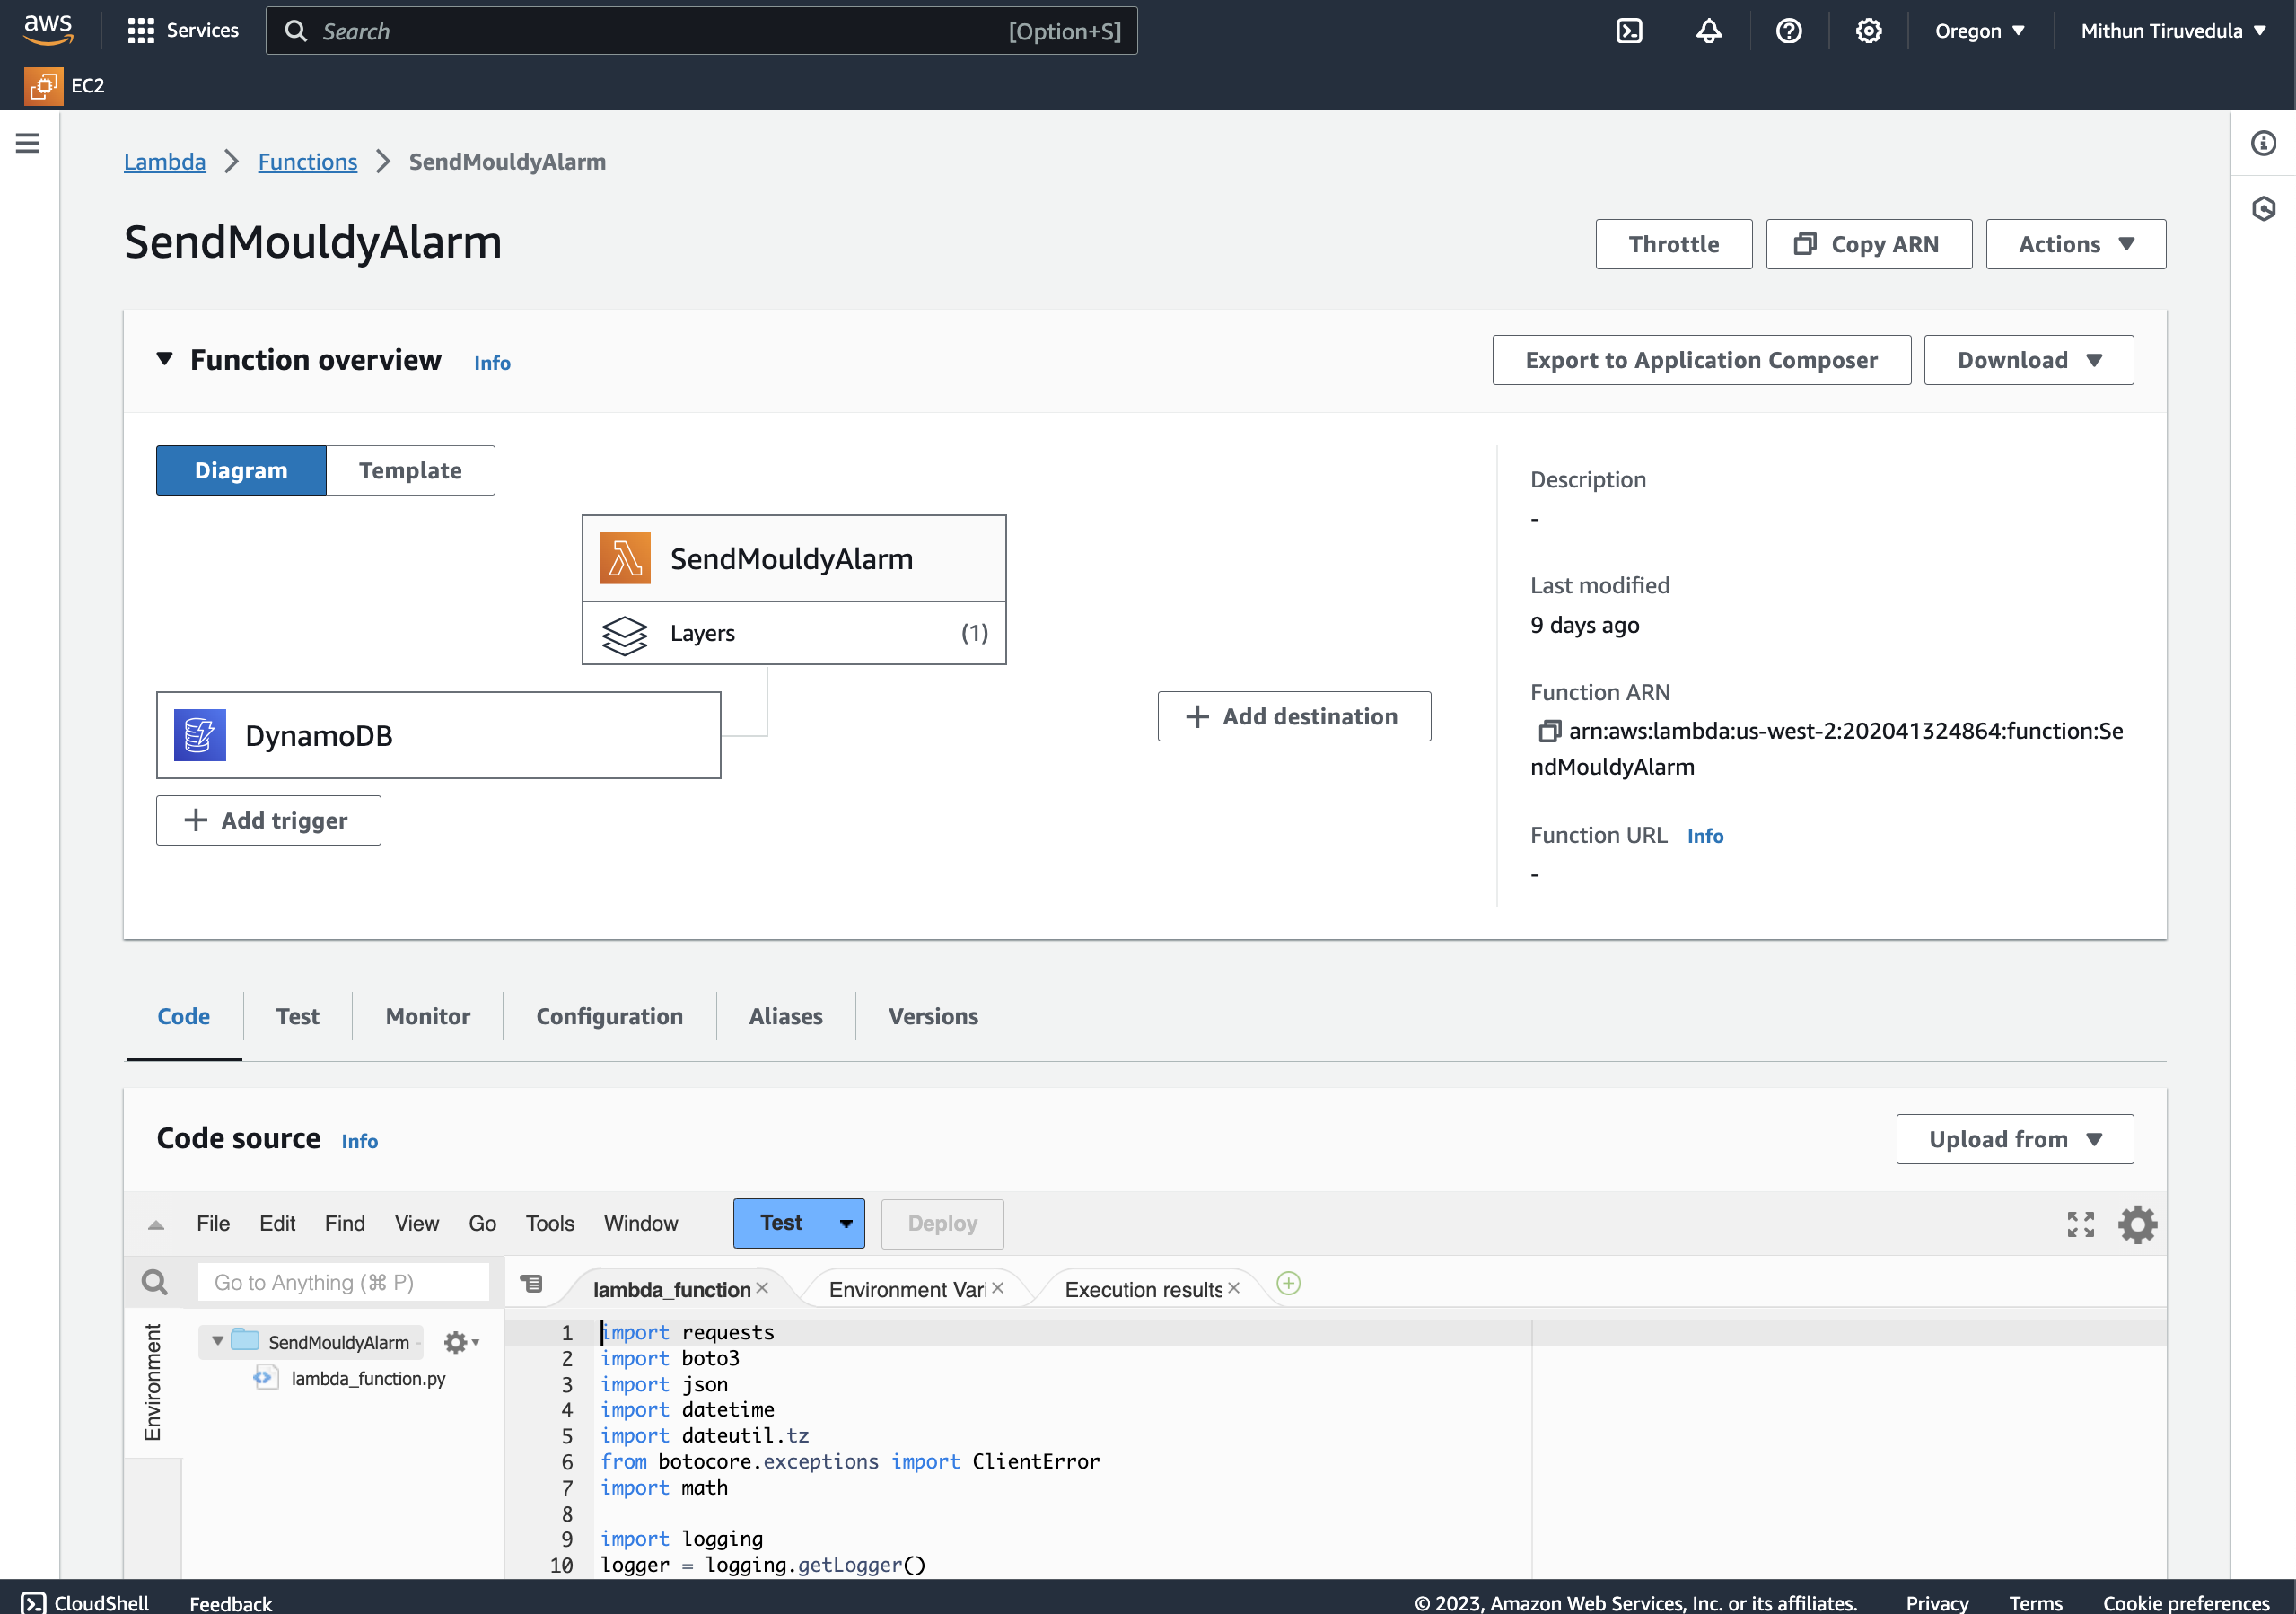 aws
Services
Search
[Option+S]
Oregon
Mithun Tiruvedula
EC2
Lambda
Functions
SendMouldyAlarm
SendMouldyAlarm
Throttle
Copy ARN
Actions
Function overview
Info
Export to Application Composer
Download
Diagram
Template
Description
-
SendMouldyAlarm
Layers
(1)
Last modified
9 days ago
DynamoDB
Add destination
Function ARN
arn:aws:lambda:us-west-2:202041324864:function:Se
ndMouldyAlarm
Add trigger
Function URL
Info
-
Code
Test
Monitor
Configuration
Aliases
Versions
Code source
Info
Upload from
File
Edit
Find
View
Go
Tools
Window
Test
Deploy
Go to Anything (⌘ P)
lambda_function
Environment Var
Execution results
Environment
SendMouldyAlarm -
lambda_function.py
1 import requests
2 import boto3
3 import json
4 import datetime
5 import dateutil.tz
6 from botocore.exceptions import ClientError
7 import math
8
9 import logging
10 logger = logging.getLogger()
CloudShell
Feedback
© 2023, Amazon Web Services, Inc. or its affiliates.
Privacy
Terms
Cookie preferences